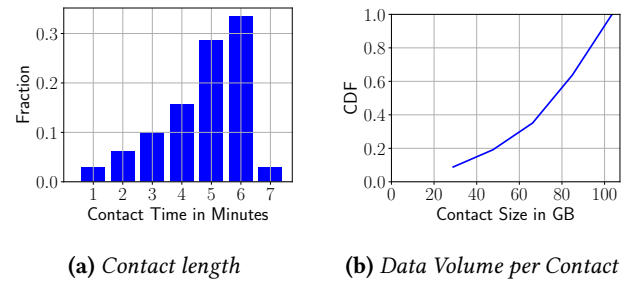 Fraction
0.3
0.2
0.1
0.0
1 2 3 4 5 6 7
Contact Time in Minutes
(a) Contact length
CDF
1.0
0.8
0.6
0.4
0.2
0.0
0 20 40 60 80 100
Contact Size in GB
(b) Data Volume per Contact